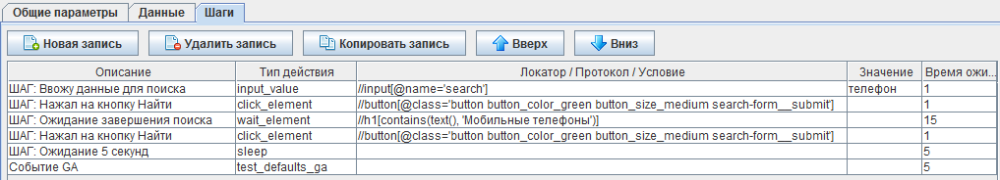 Общие параметры Данные Шаги
Новая запись Удалить запись Копировать запись Вверх Вниз
Описание Тип действия Локатор / Протокол / Условие Значение Время ожи...
ШАГ: Ввожу данные для поиска input_value //input[@name='search'] телефон 1
ШАГ: Нажал на кнопку Найти click_element //button[@class='button button_color_green button_size_medium search-form__submit'] 1
ШАГ: Ожидание завершения поиска wait_element //h1[contains(text(), 'Мобильные телефоны')] 15
ШАГ: Нажал на кнопку Найти click_element //button[@class='button button_color_green button_size_medium search-form__submit'] 1
ШАГ: Ожидание 5 секунд sleep 5
Событие GA test_defaults_ga 5